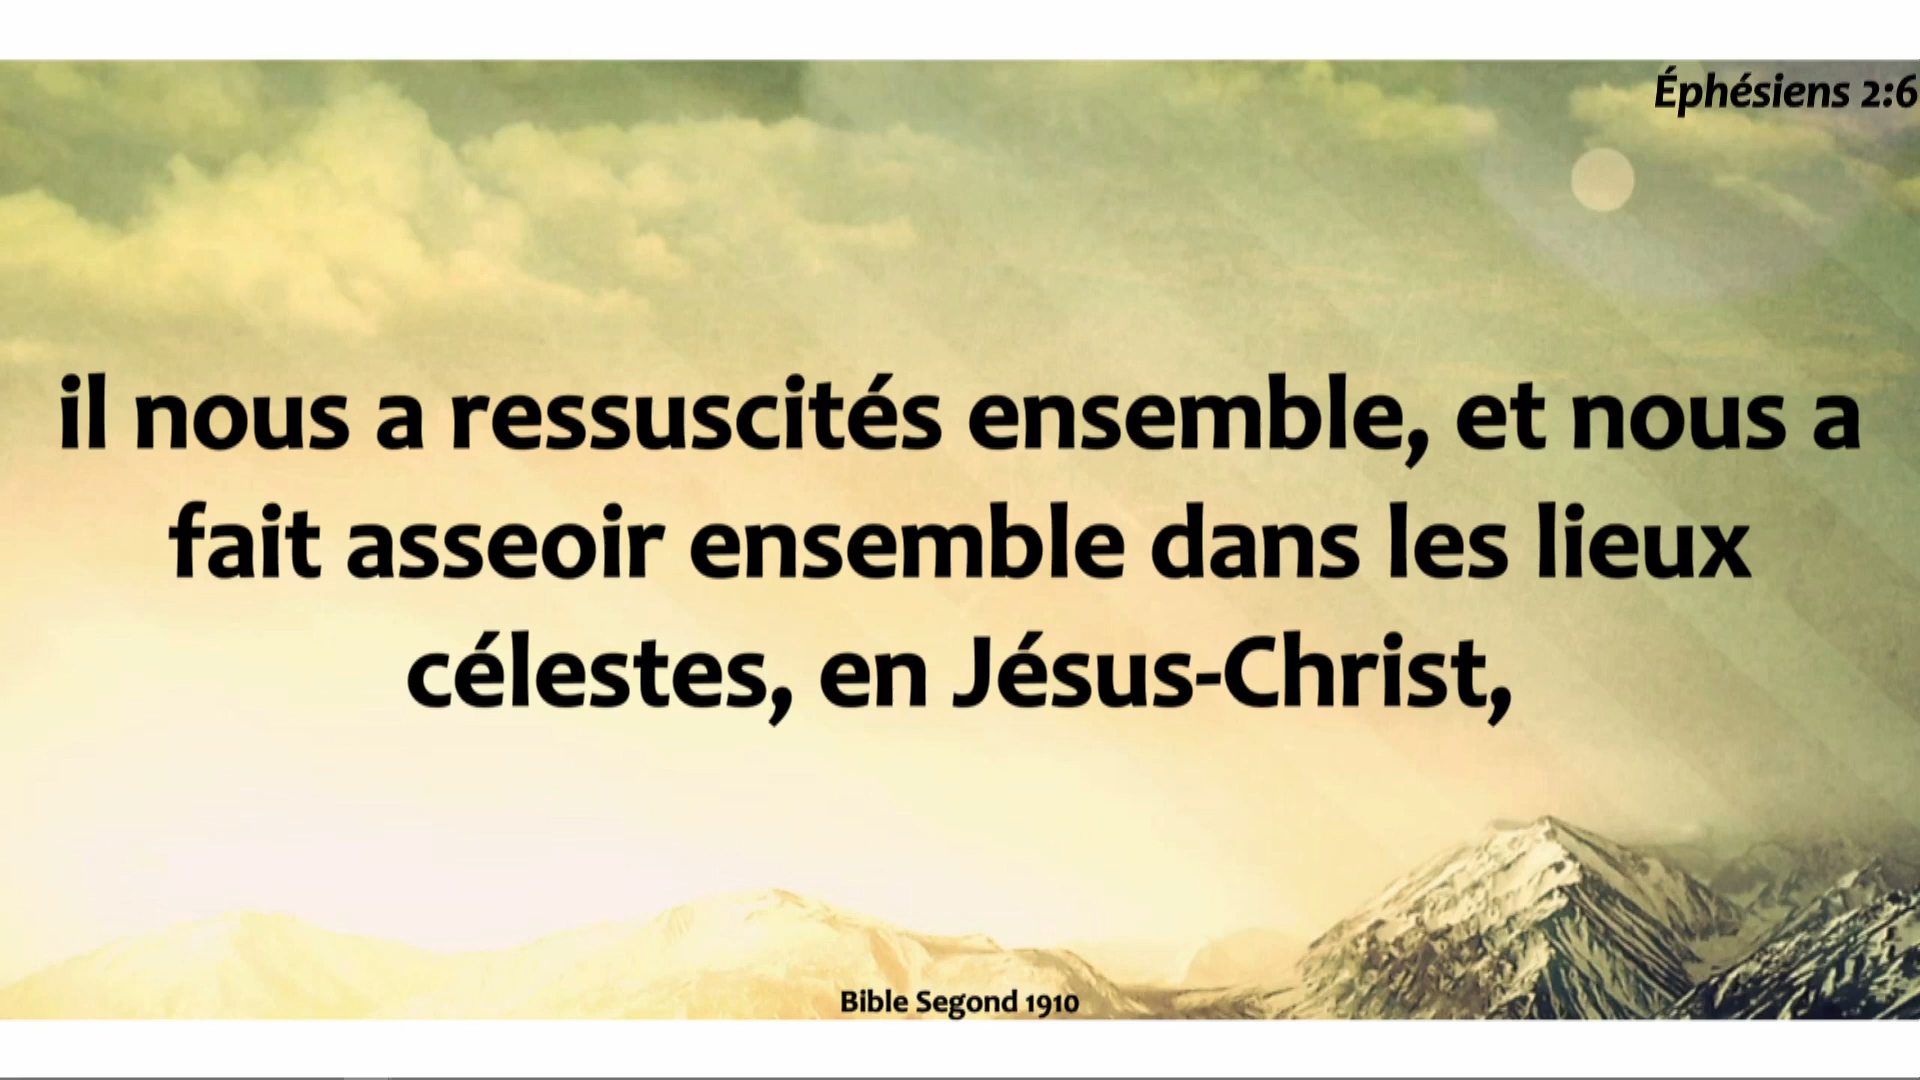 Éphésiens 2:6
il nous a ressuscités ensemble, et nous a
fait asseoir ensemble dans les lieux
célestes, en Jésus-Christ,
Bible Segond 1910